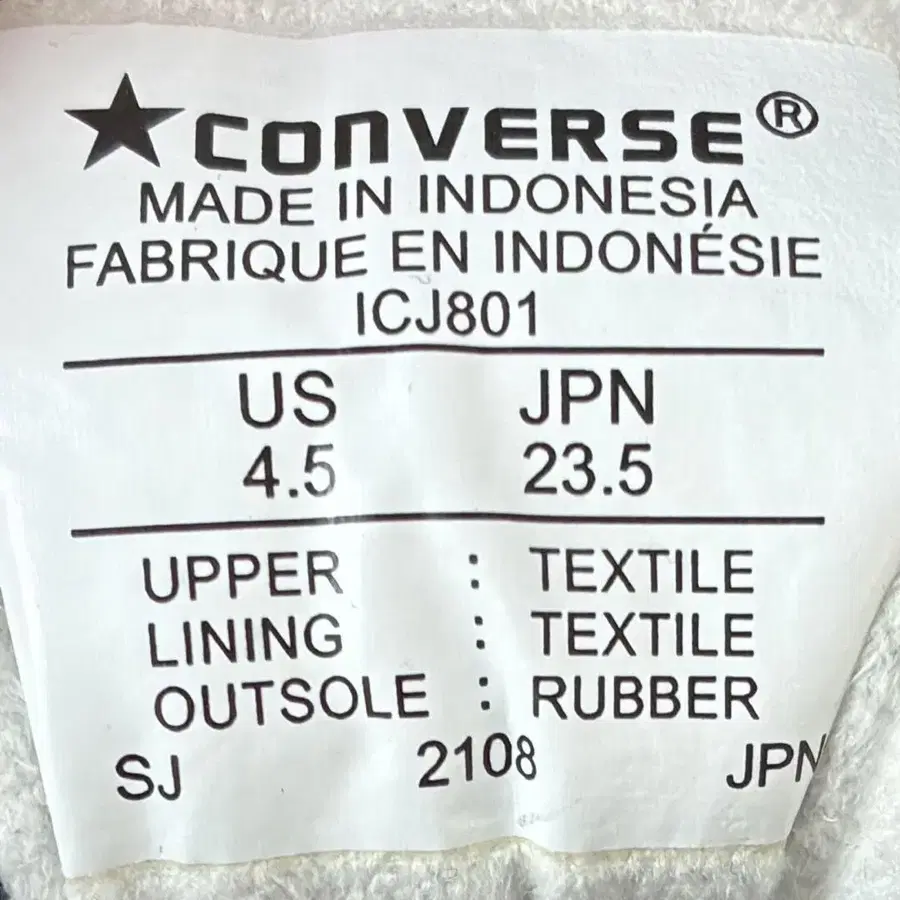 ★CONVERSE®
MADE IN INDONESIA
FABRIQUE EN INDONÉSIE
ICJ801
US JPN
4.5 23.5
UPPER : TEXTILE
LINING : TEXTILE
OUTSOLE : RUBBER
SJ 2108 JPN